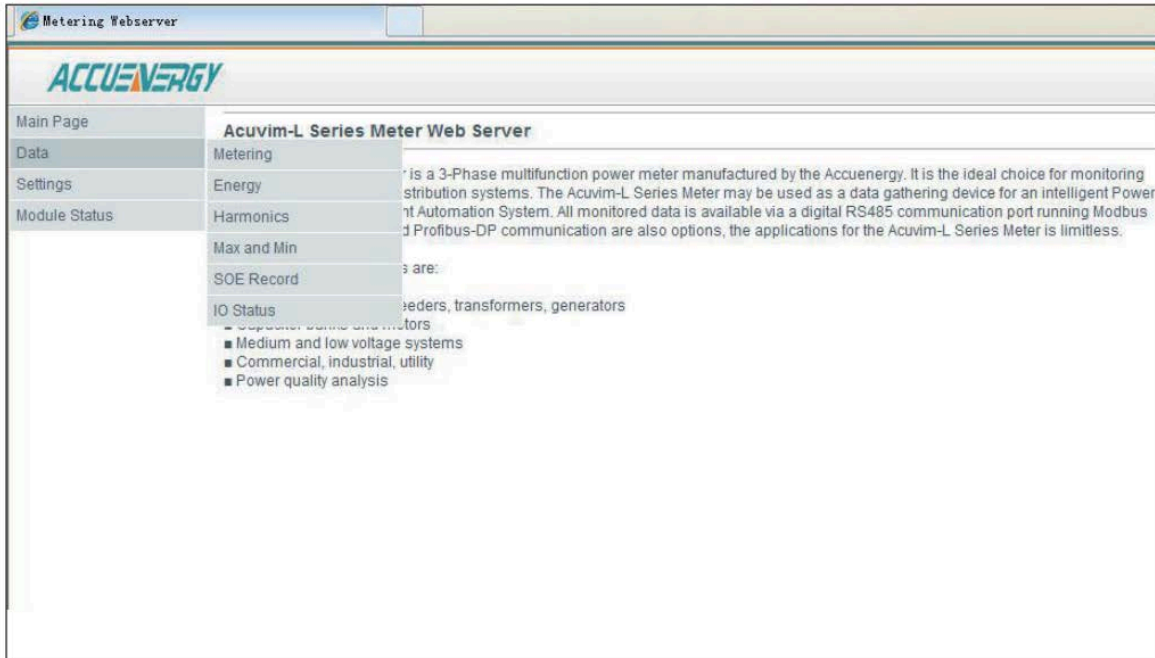 Metering Webserver
ACCUENERGY
Main Page
Data
Settings
Module Status
Metering
Energy
Harmonics
Max and Min
SOE Record
IO Status
Acuvim-L Series Meter Web Server
is a 3-Phase multifunction power meter manufactured by the Accuenergy. It is the ideal choice for monitoring
stribution systems. The Acuvim-L Series Meter may be used as a data gathering device for an intelligent Power
nt Automation System. All monitored data is available via a digital RS485 communication port running Modbus
d Profibus-DP communication are also options, the applications for the Acuvim-L Series Meter is limitless.
s are:
eeders, transformers, generators
■ Capacitor banks and motors
■ Medium and low voltage systems
■ Commercial, industrial, utility
■ Power quality analysis